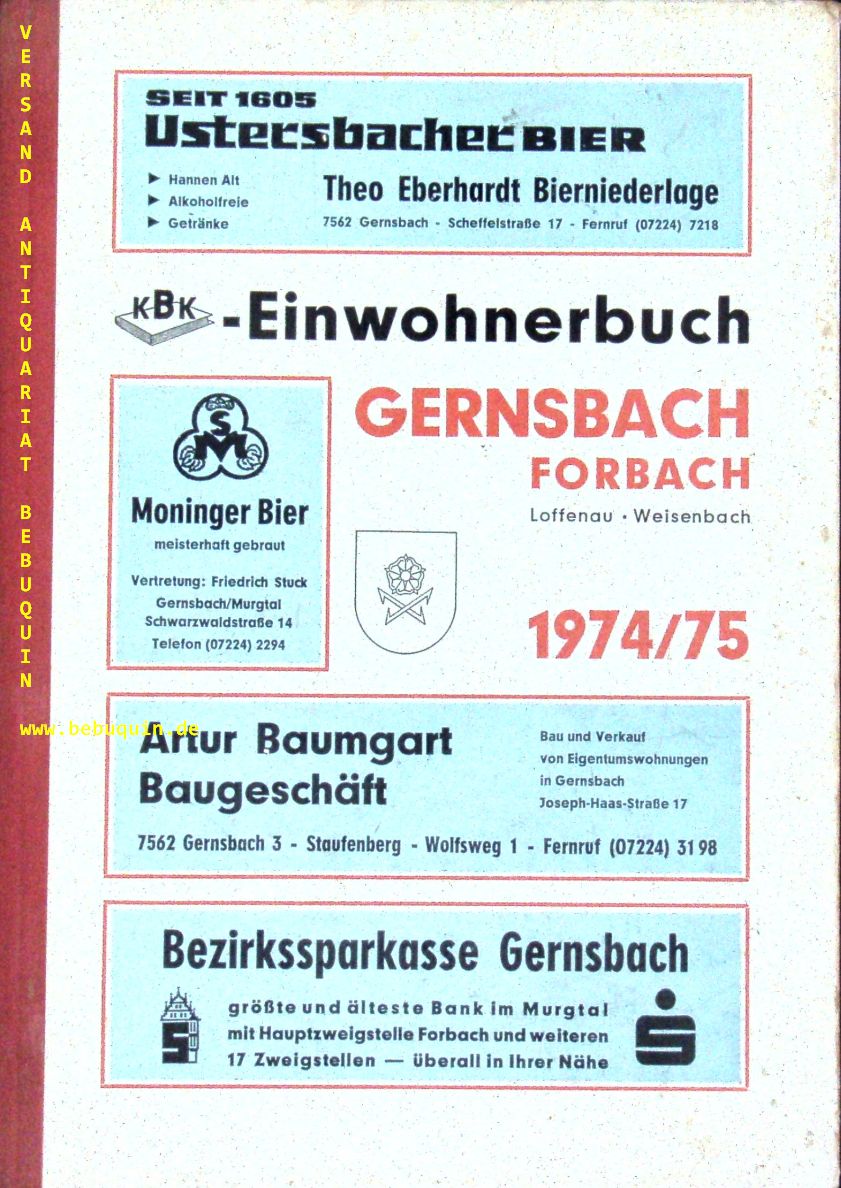 VERSAND ANTIQUARIAT BEBUQUIN
www.bebuquin.de
SEIT 1605
Ustersbacher BIER
► Hannen Alt
► Alkoholfreie
► Getränke
Theo Eberhardt Bierniederlage
7562 Gernsbach - Scheffelstraße 17 - Fernruf (07224) 7218
KBK -Einwohnerbuch
GERNSBACH
FORBACH
Loffenau · Weisenbach
1974/75
SM
Moninger Bier
meisterhaft gebraut
Vertretung: Friedrich Stuck
Gernsbach/Murgtal
Schwarzwaldstraße 14
Telefon (07224) 2294
Artur Baumgart
Baugeschäft
Bau und Verkauf
von Eigentumswohnungen
in Gernsbach
Joseph-Haas-Straße 17
7562 Gernsbach 3 - Staufenberg - Wolfsweg 1 - Fernruf (07224) 3198
Bezirkssparkasse Gernsbach
größte und älteste Bank im Murgtal
mit Hauptzweigstelle Forbach und weiteren
17 Zweigstellen — überall in Ihrer Nähe